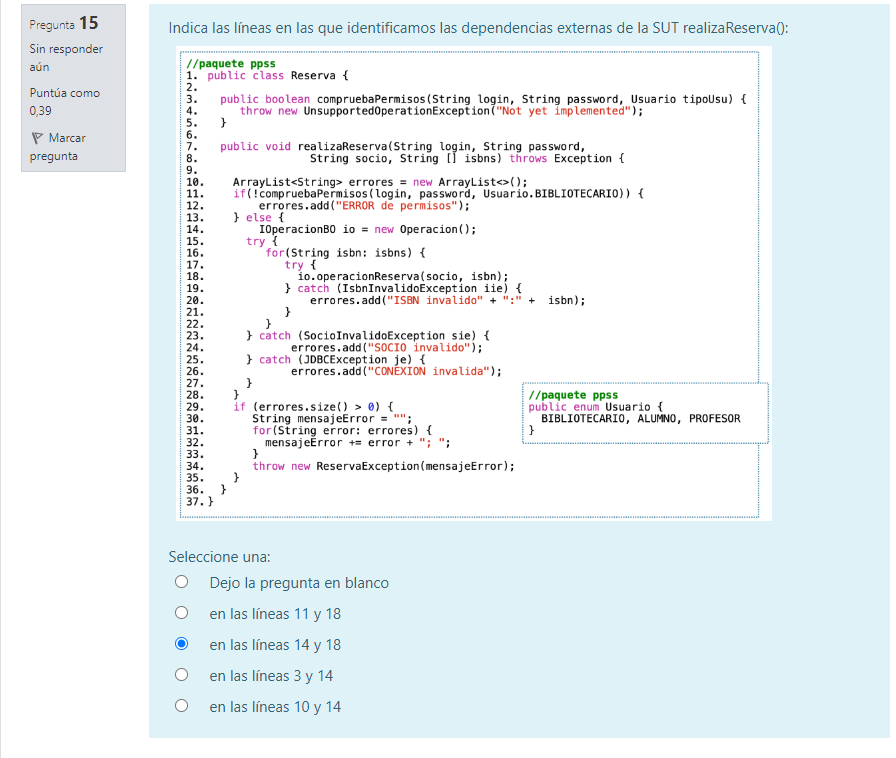 Pregunta 15
Sin responder
aún
Puntúa como
0,39
Marcar
pregunta
Indica las líneas en las que identificamos las dependencias externas de la SUT realizaReserva():
//paquete ppss
1. public class Reserva {
2.
3. public boolean compruebaPermisos(String login, String password, Usuario tipoUsu) {
4. throw new UnsupportedOperationException("Not yet implemented");
5. }
6.
7. public void realizaReserva(String login, String password,
8. String socio, String [] isbns) throws Exception {
9.
10. ArrayList<String> errores = new ArrayList<>();
11. if(!compruebaPermisos(login, password, Usuario.BIBLIOTECARIO)) {
12. errores.add("ERROR de permisos");
13. } else {
14. IOperacionBO io = new Operacion();
15. try {
16. for(String isbn: isbns) {
17. try {
18. io.operacionReserva(socio, isbn);
19. } catch (IsbnInvalidoException iie) {
20. errores.add("ISBN invalido" + ":" + isbn);
21. }
22. }
23. } catch (SocioInvalidoException sie) {
24. errores.add("SOCIO invalido");
25. } catch (JDBCException je) {
26. errores.add("CONEXION invalida");
27. }
28. }
29. if (errores.size() > 0) {
30. String mensajeError = "";
31. for(String error: errores) {
32. mensajeError += error + "; ";
33. }
34. throw new ReservaException(mensajeError);
35. }
36. }
37. }
//paquete ppss
public enum Usuario {
BIBLIOTECARIO, ALUMNO, PROFESOR
}
Seleccione una:
Dejo la pregunta en blanco
en las líneas 11 y 18
en las líneas 14 y 18
en las líneas 3 y 14
en las líneas 10 y 14